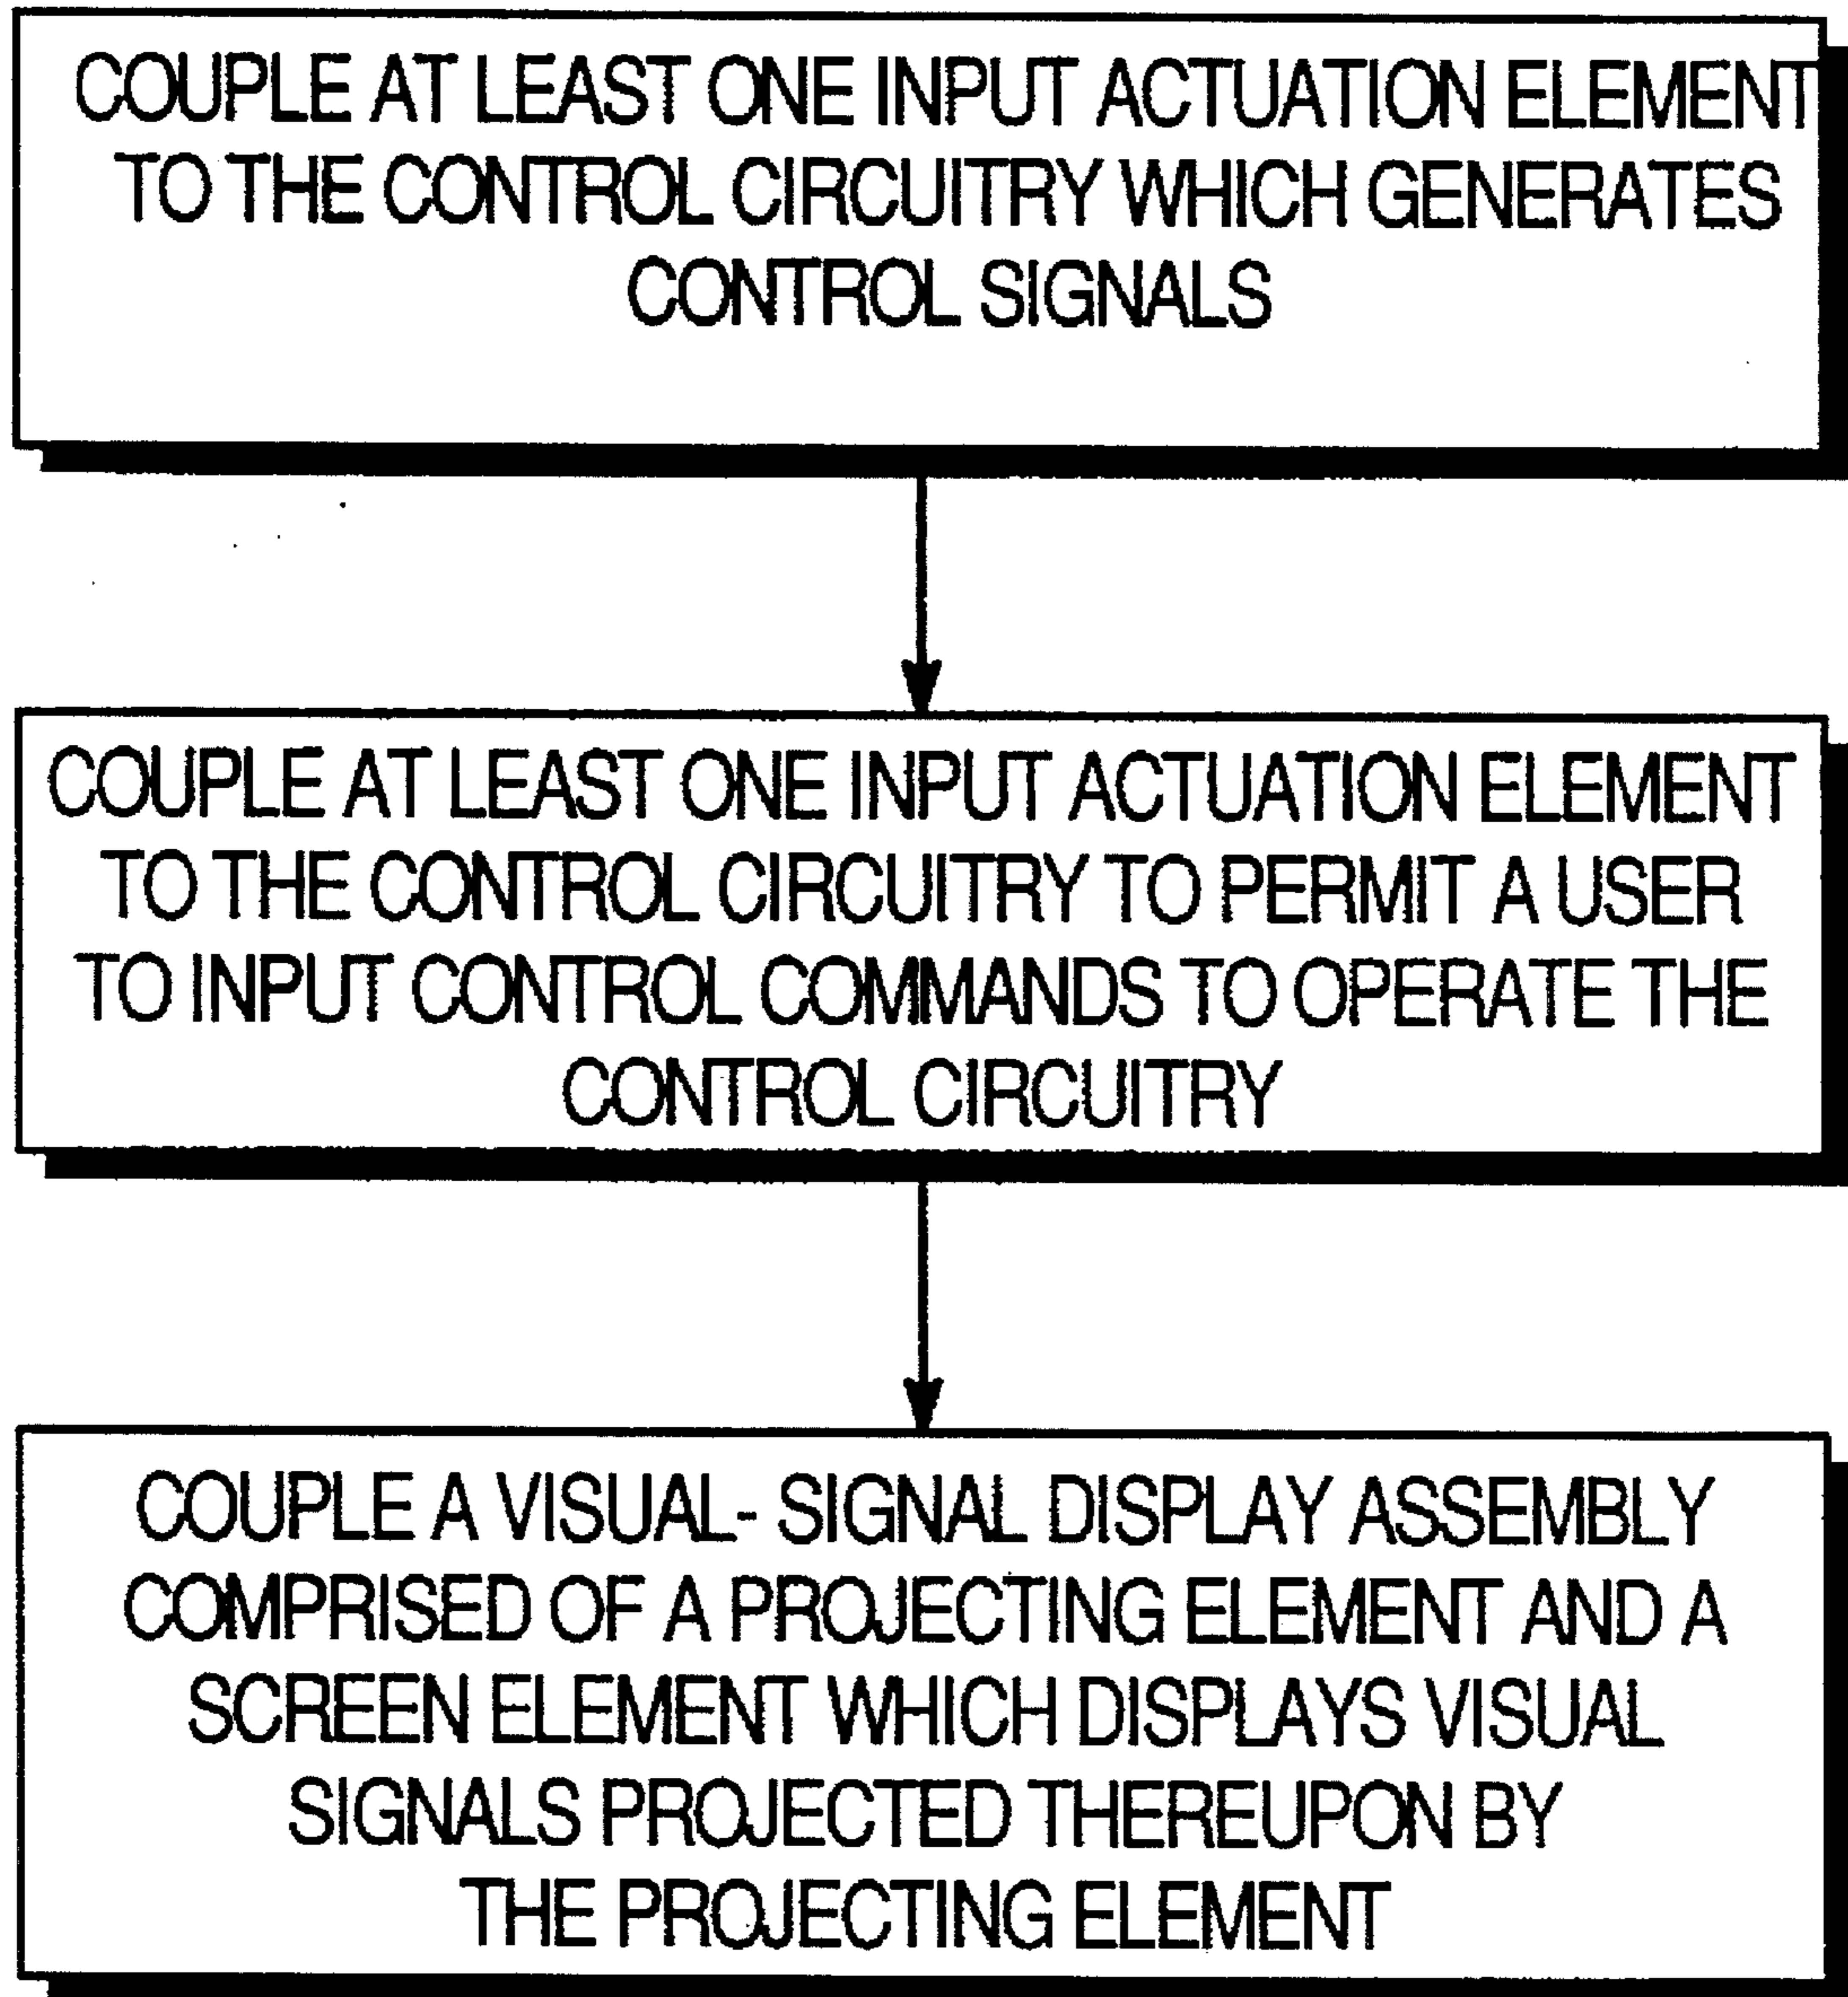 COUPLE AT LEAST ONE INPUT ACTUATION ELEMENT
TO THE CONTROL CIRCUITRY WHICH GENERATES
CONTROL SIGNALS
COUPLE AT LEAST ONE INPUT ACTUATION ELEMENT
TO THE CONTROL CIRCUITRY TO PERMIT A USER
TO INPUT CONTROL COMMANDS TO OPERATE THE
CONTROL CIRCUITRY
COUPLE A VISUAL- SIGNAL DISPLAY ASSEMBLY
COMPRISED OF A PROJECTING ELEMENT AND A
SCREEN ELEMENT WHICH DISPLAYS VISUAL
SIGNALS PROJECTED THEREUPON BY
THE PROJECTING ELEMENT